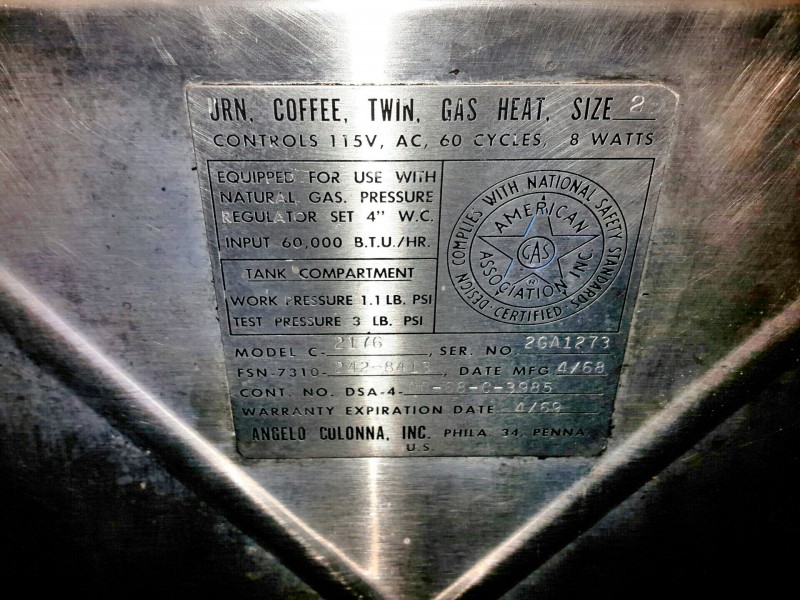 URN, COFFEE, TWIN, GAS HEAT, SIZE 2
CONTROLS 115V, AC, 60 CYCLES, 8 WATTS
EQUIPPED FOR USE WITH
NATURAL GAS. PRESSURE
REGULATOR SET 4" W.C.
INPUT 60,000 B.T.U./HR.
TANK COMPARTMENT
WORK PRESSURE 1.1 LB. PSI
TEST PRESSURE 3 LB. PSI
DESIGN COMPLIES WITH NATIONAL SAFETY STANDARDS
CERTIFIED
AMERICAN
GAS
ASSOCIATION INC.
MODEL C-2176, SER. NO. 2GA1273
FSN-7310-, DATE MFG 4/68
CONT. NO. DSA-4-
WARRANTY EXPIRATION DATE 4/69
ANGELO COLONNA, INC. PHILA. 34, PENNA.
U.S.